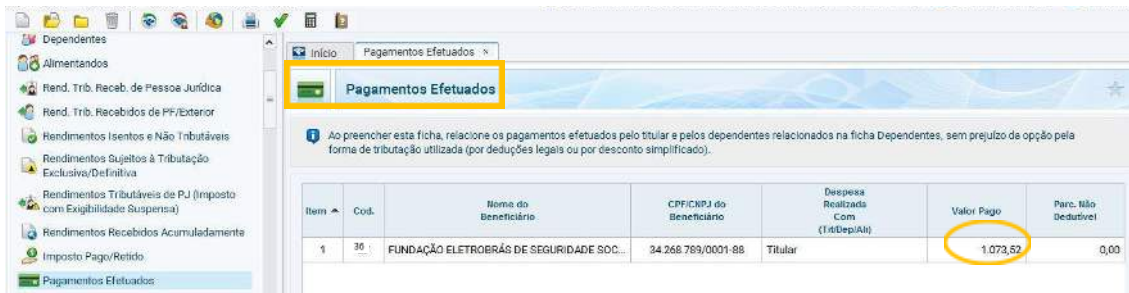 Dependentes
Alimentandos
Rend. Trib. Receb. de Pessoa Jurídica
Rend. Trib. Recebidos de PF/Exterior
Rendimentos Isentos e Não Tributáveis
Rendimentos Sujeitos à Tributação
Exclusiva/Definitiva
Rendimentos Tributáveis de PJ (Imposto
com Exigibilidade Suspensa)
Rendimentos Recebidos Acumuladamente
Imposto Pago/Retido
Pagamentos Efetuados
Início
Pagamentos Efetuados ×
Pagamentos Efetuados
Ao preencher esta ficha, relacione os pagamentos efetuados pelo titular e pelos dependentes relacionados na ficha Dependentes, sem prejuízo da opção pela
forma de tributação utilizada (por deduções legais ou por desconto simplificado).
Item Cod. Nome do Beneficiário CPF/CNPJ do Beneficiário Despesa Realizada Com (Tit/Dep/Ali) Valor Pago Parc. Não Dedutível
1 36 FUNDAÇÃO ELETROBRÁS DE SEGURIDADE SOC... 34.268.789/0001-88 Titular 1.073,52 0,00